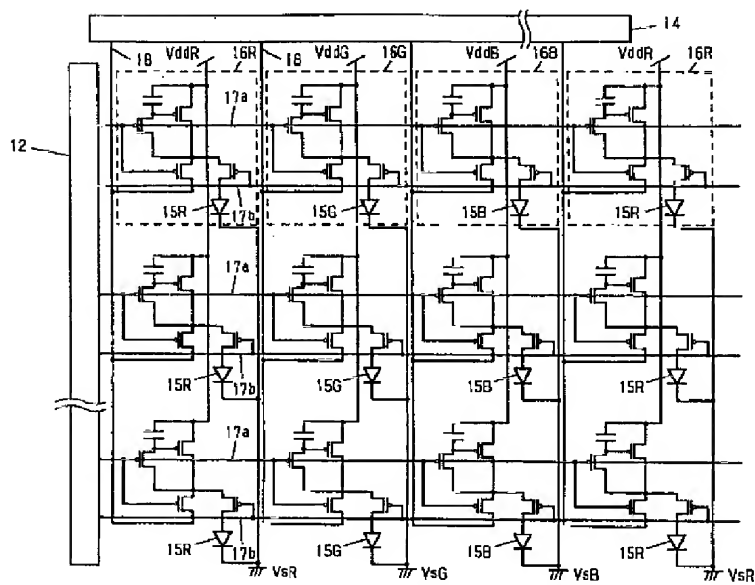 14
18 VddR 16R 18 VddG 16G VddB 16B VddR 16R
12
17a
15R 17b 15G 15B 15R
17a
15R 17b 15G 15B 15R
17a
15R 17b 15G 15B 15R
VsR VsG VsB VsR